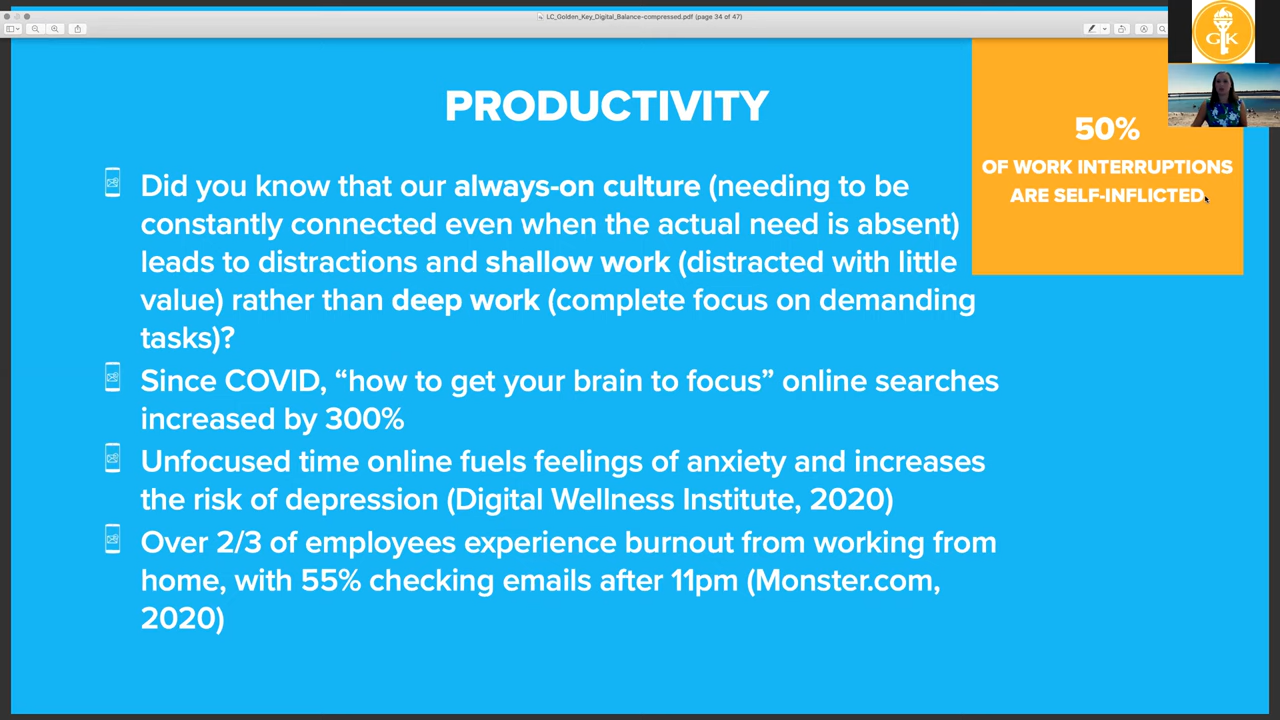 LC_Golden_Key_Digital_Balance-compressed.pdf (page 34 of 47)
GK
PRODUCTIVITY
50%
OF WORK INTERRUPTIONS
ARE SELF-INFLICTED.
Did you know that our always-on culture (needing to be
constantly connected even when the actual need is absent)
leads to distractions and shallow work (distracted with little
value) rather than deep work (complete focus on demanding
tasks)?
Since COVID, “how to get your brain to focus” online searches
increased by 300%
Unfocused time online fuels feelings of anxiety and increases
the risk of depression (Digital Wellness Institute, 2020)
Over 2/3 of employees experience burnout from working from
home, with 55% checking emails after 11pm (Monster.com,
2020)